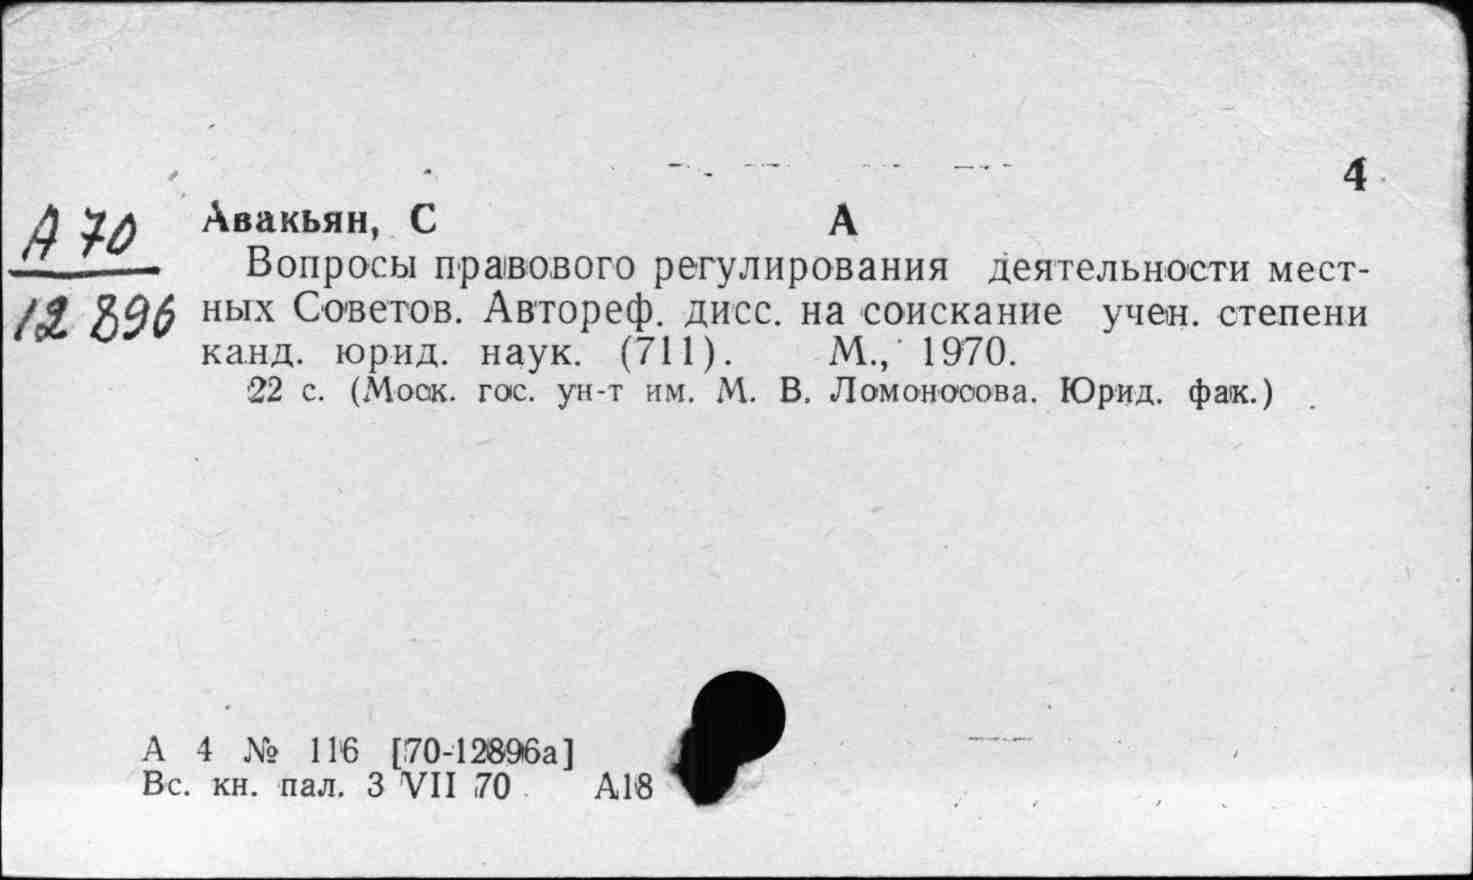 4
А 70
12 896
Авакьян, С А
Вопросы правового регулирования деятельности мест-
ных Советов. Автореф. дисс. на соискание учен. степени
канд. юрид. наук. (711). М., 1970.
22 с. (Моск. гос. ун-т им. М. В. Ломоносова. Юрид. фак.)
А 4 № 116 [70-12896а]
Вс. кн. пал. 3 VII 70 А18